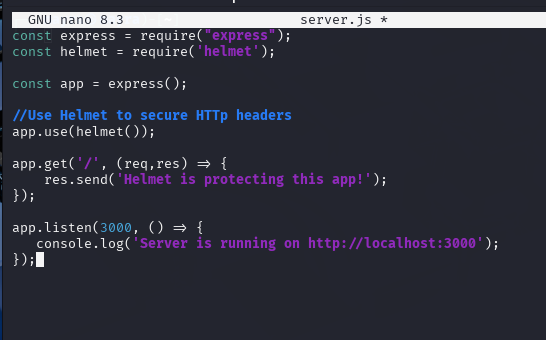 GNU nano 8.3 server.js *
const express = require("express");
const helmet = require('helmet');
const app = express();
//Use Helmet to secure HTTp headers
app.use(helmet());
app.get('/', (req,res) => {
res.send('Helmet is protecting this app!');
});
app.listen(3000, () => {
console.log('Server is running on http://localhost:3000');
});